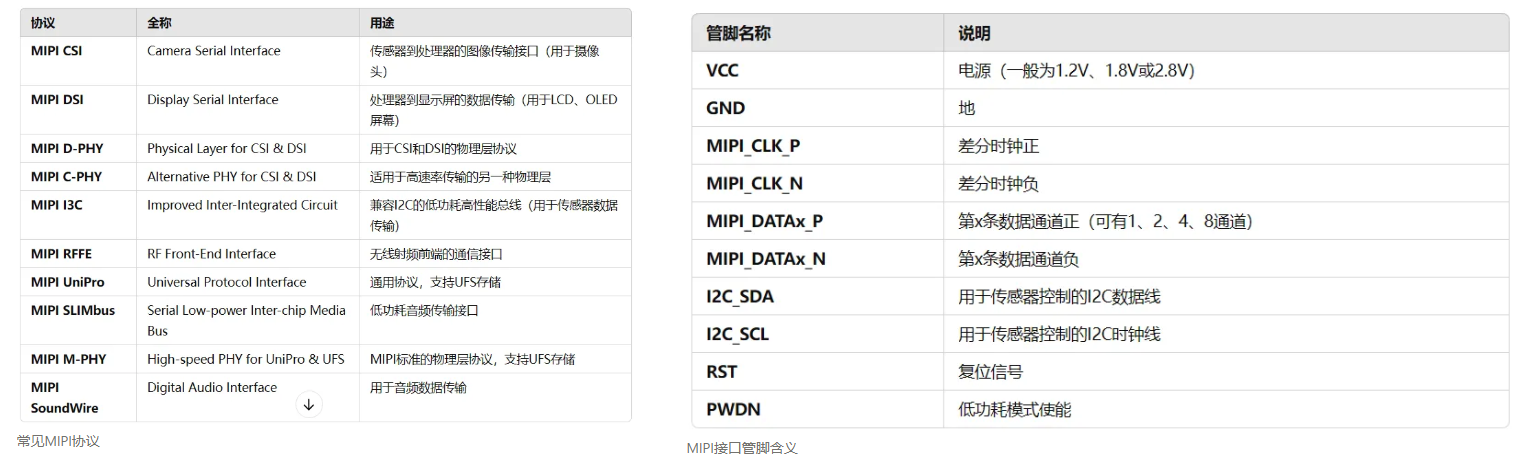 协议 全称 用途
MIPI CSI Camera Serial Interface 传感器到处理器的图像传输接口（用于摄像
头）
MIPI DSI Display Serial Interface 处理器到显示屏的数据传输（用于LCD、OLED
屏幕）
MIPI D-PHY Physical Layer for CSI & DSI 用于CSI和DSI的物理层协议
MIPI C-PHY Alternative PHY for CSI & DSI 适用于高速率传输的另一种物理层
MIPI I3C Improved Inter-Integrated Circuit 兼容I2C的低功耗高性能总线（用于传感器数据
传输）
MIPI RFFE RF Front-End Interface 无线射频前端的通信接口
MIPI UniPro Universal Protocol Interface 通用协议，支持UFS存储
MIPI SLIMbus Serial Low-power Inter-chip Media 低功耗音频传输接口
Bus
MIPI M-PHY High-speed PHY for UniPro & UFS MIPI标准的物理层协议，支持UFS存储
MIPI Digital Audio Interface 用于音频数据传输
SoundWire
常见MIPI协议
管脚名称 说明
VCC 电源（一般为1.2V、1.8V或2.8V）
GND 地
MIPI_CLK_P 差分时钟正
MIPI_CLK_N 差分时钟负
MIPI_DATAx_P 第x条数据通道正（可有1、2、4、8通道）
MIPI_DATAx_N 第x条数据通道负
I2C_SDA 用于传感器控制的I2C数据线
I2C_SCL 用于传感器控制的I2C时钟线
RST 复位信号
PWDN 低功耗模式使能
MIPI接口管脚含义